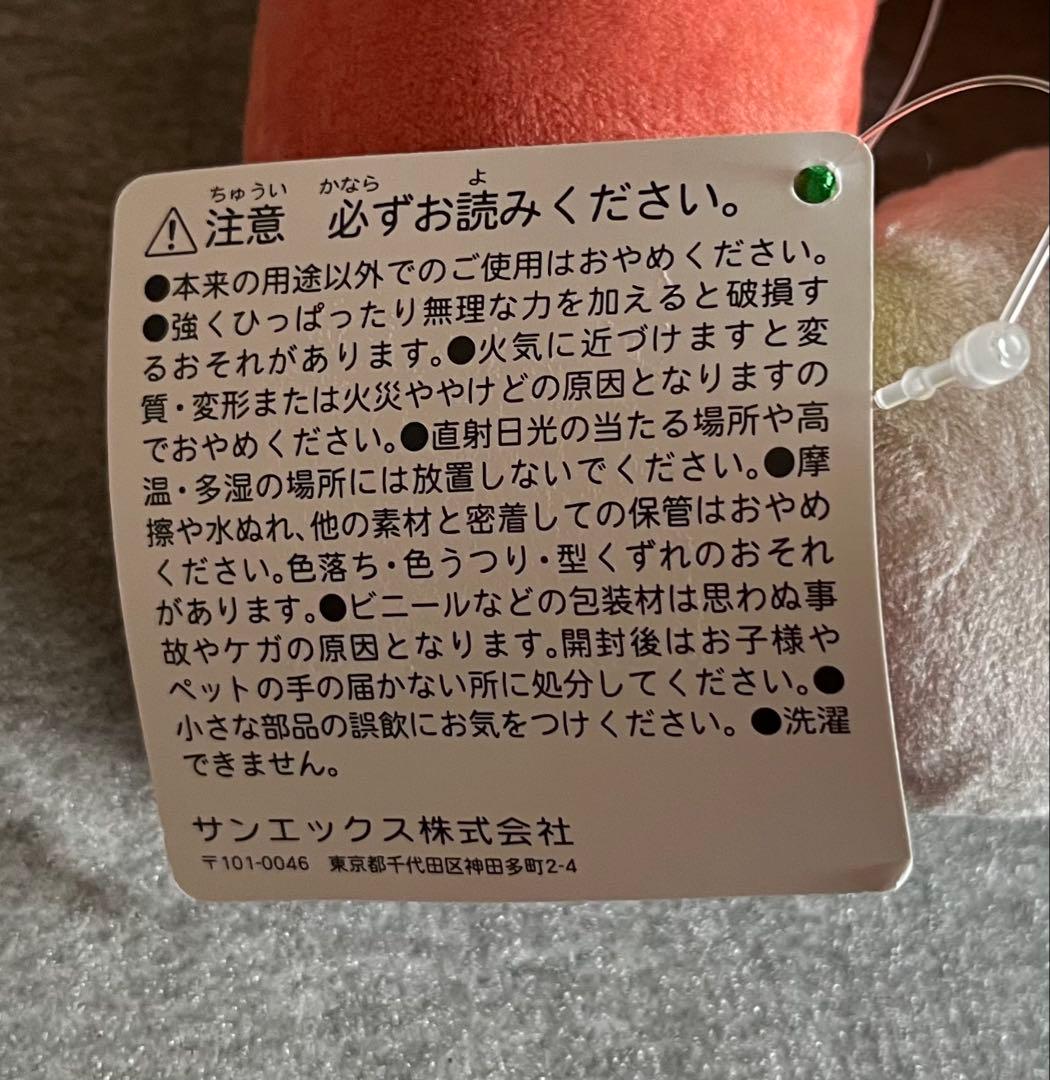 ちゅうい かなら よ
⚠注意 必ずお読みください。
●本来の用途以外でのご使用はおやめください。
●強くひっぱったり無理な力を加えると破損す
るおそれがあります。●火気に近づけますと変
質・変形または火災ややけどの原因となりますの
でおやめください。●直射日光の当たる場所や高
温・多湿の場所には放置しないでください。●摩
擦や水ぬれ、他の素材と密着しての保管はおやめ
ください。色落ち・色うつり・型くずれのおそれ
があります。●ビニールなどの包装材は思わぬ事
故やケガの原因となります。開封後はお子様や
ペットの手の届かない所に処分してください。●
小さな部品の誤飲にお気をつけください。●洗濯
できません。
サンエックス株式会社
〒101-0046 東京都千代田区神田多町2-4